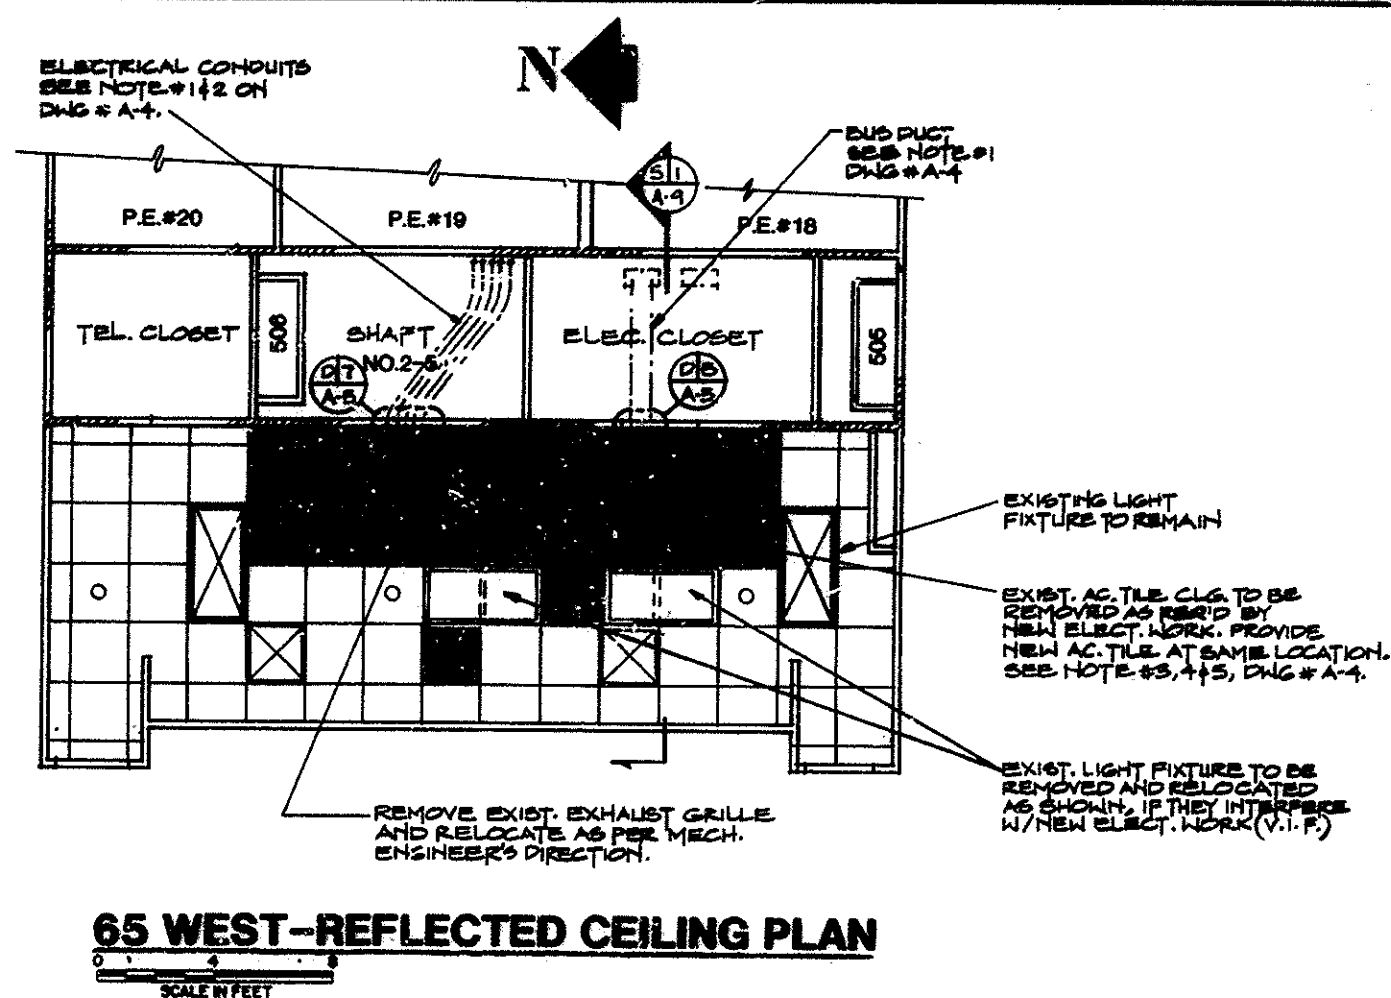 N
ELECTRICAL CONDUITS
SEE NOTE #1&2 ON
DWG # A-4.
BUS DUCT
SEE NOTE #1
DWG # A-4
S 1
A-9
P.E.#20
P.E.#19
P.E.#18
TEL. CLOSET
506
SHAFT
NO.2-5
ELEC. CLOSET
505
D 7
A-5
D 8
A-5
EXISTING LIGHT
FIXTURE TO REMAIN
EXIST. AC. TILE CLG. TO BE
REMOVED AS REQ'D BY
NEW ELECT. WORK. PROVIDE
NEW AC. TILE AT SAME LOCATION.
SEE NOTE #3,4&5, DWG # A-4.
EXIST. LIGHT FIXTURE TO BE
REMOVED AND RELOCATED
AS SHOWN, IF THEY INTERFERE
W/NEW ELECT. WORK (V.I.F.)
REMOVE EXIST. EXHAUST GRILLE
AND RELOCATE AS PER MECH.
ENGINEER'S DIRECTION.
65 WEST-REFLECTED CEILING PLAN
0 4 8
SCALE IN FEET